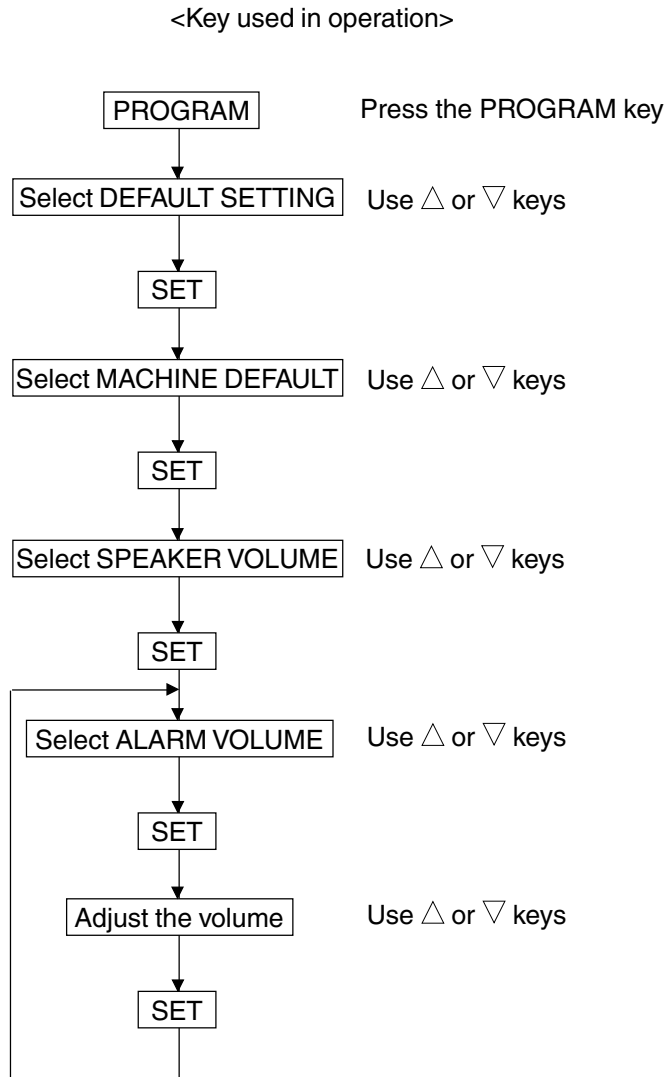 <Key used in operation>
PROGRAM Press the PROGRAM key
Select DEFAULT SETTING Use △ or ▽ keys
SET
Select MACHINE DEFAULT Use △ or ▽ keys
SET
Select SPEAKER VOLUME Use △ or ▽ keys
SET
Select ALARM VOLUME Use △ or ▽ keys
SET
Adjust the volume Use △ or ▽ keys
SET